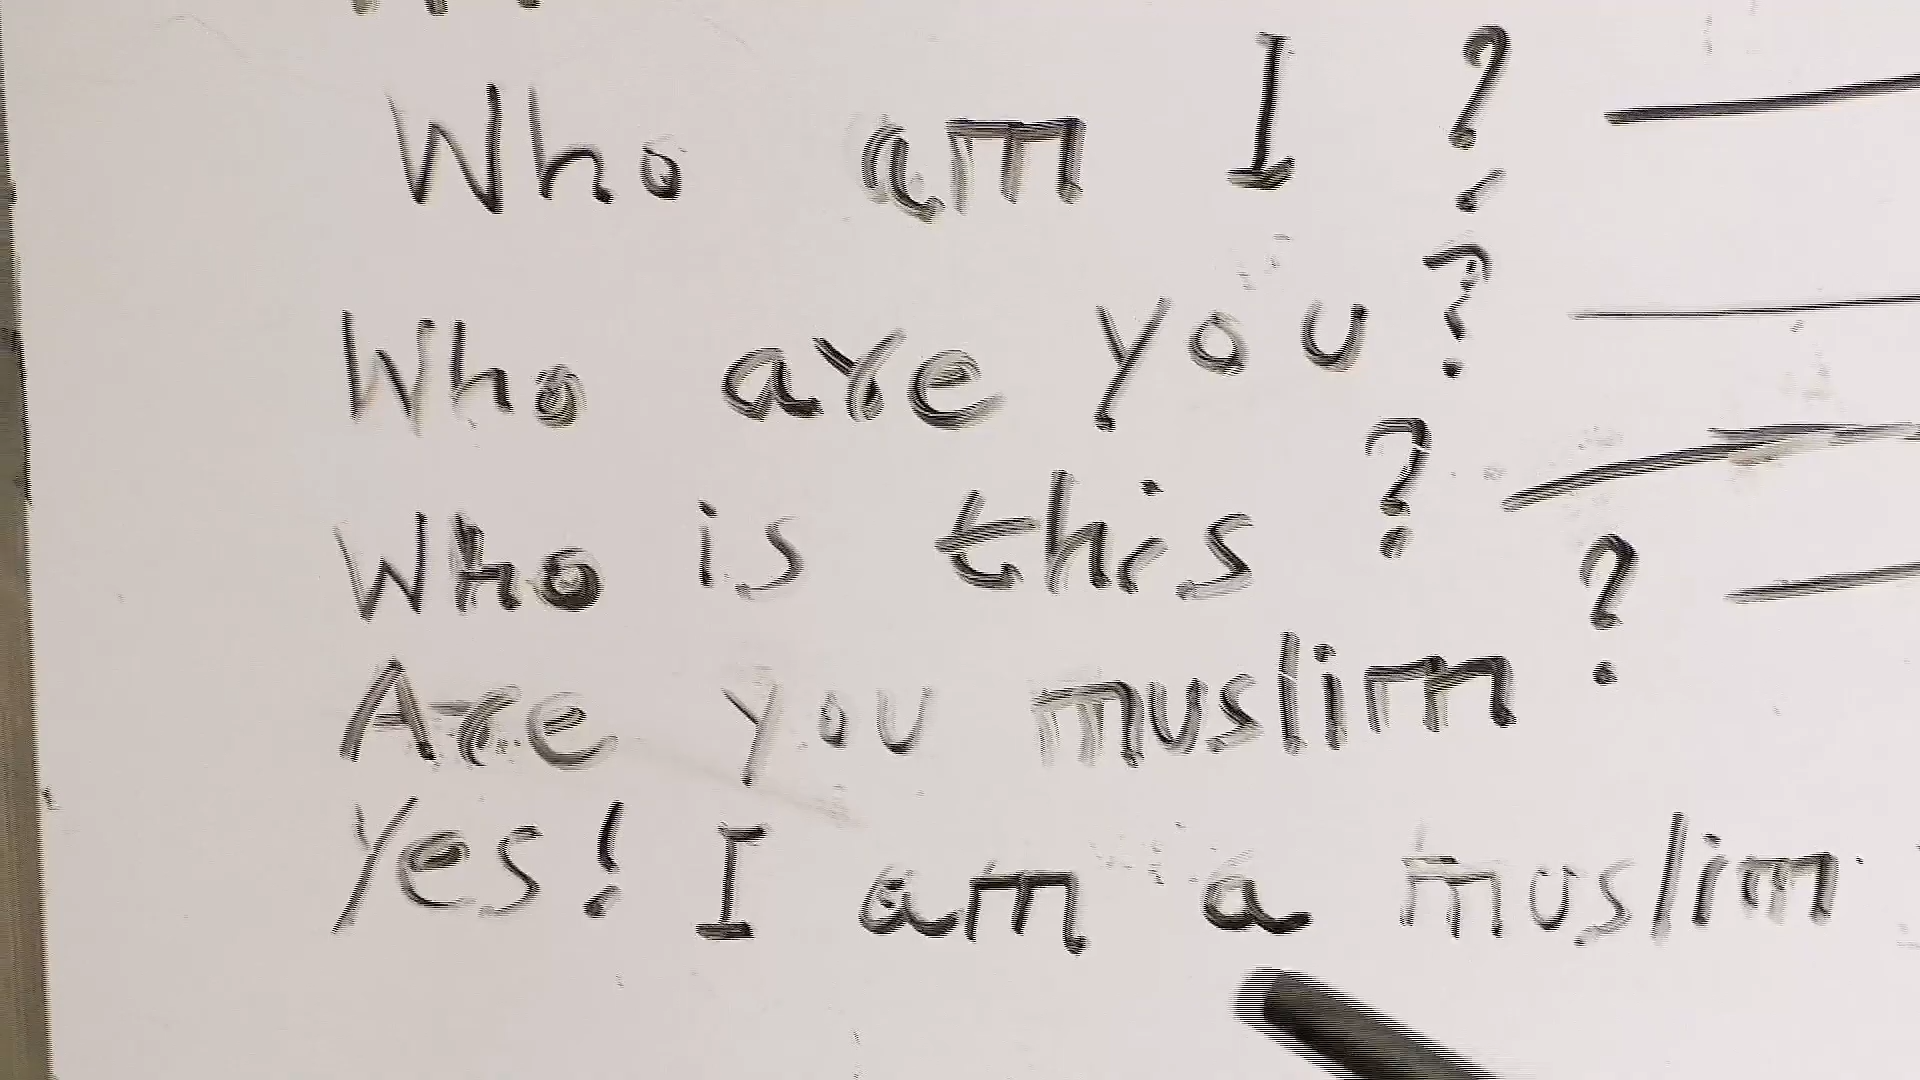 Who am I ?
Who are you?
Who is this ?
Are you muslim ?
Yes! I am a muslim